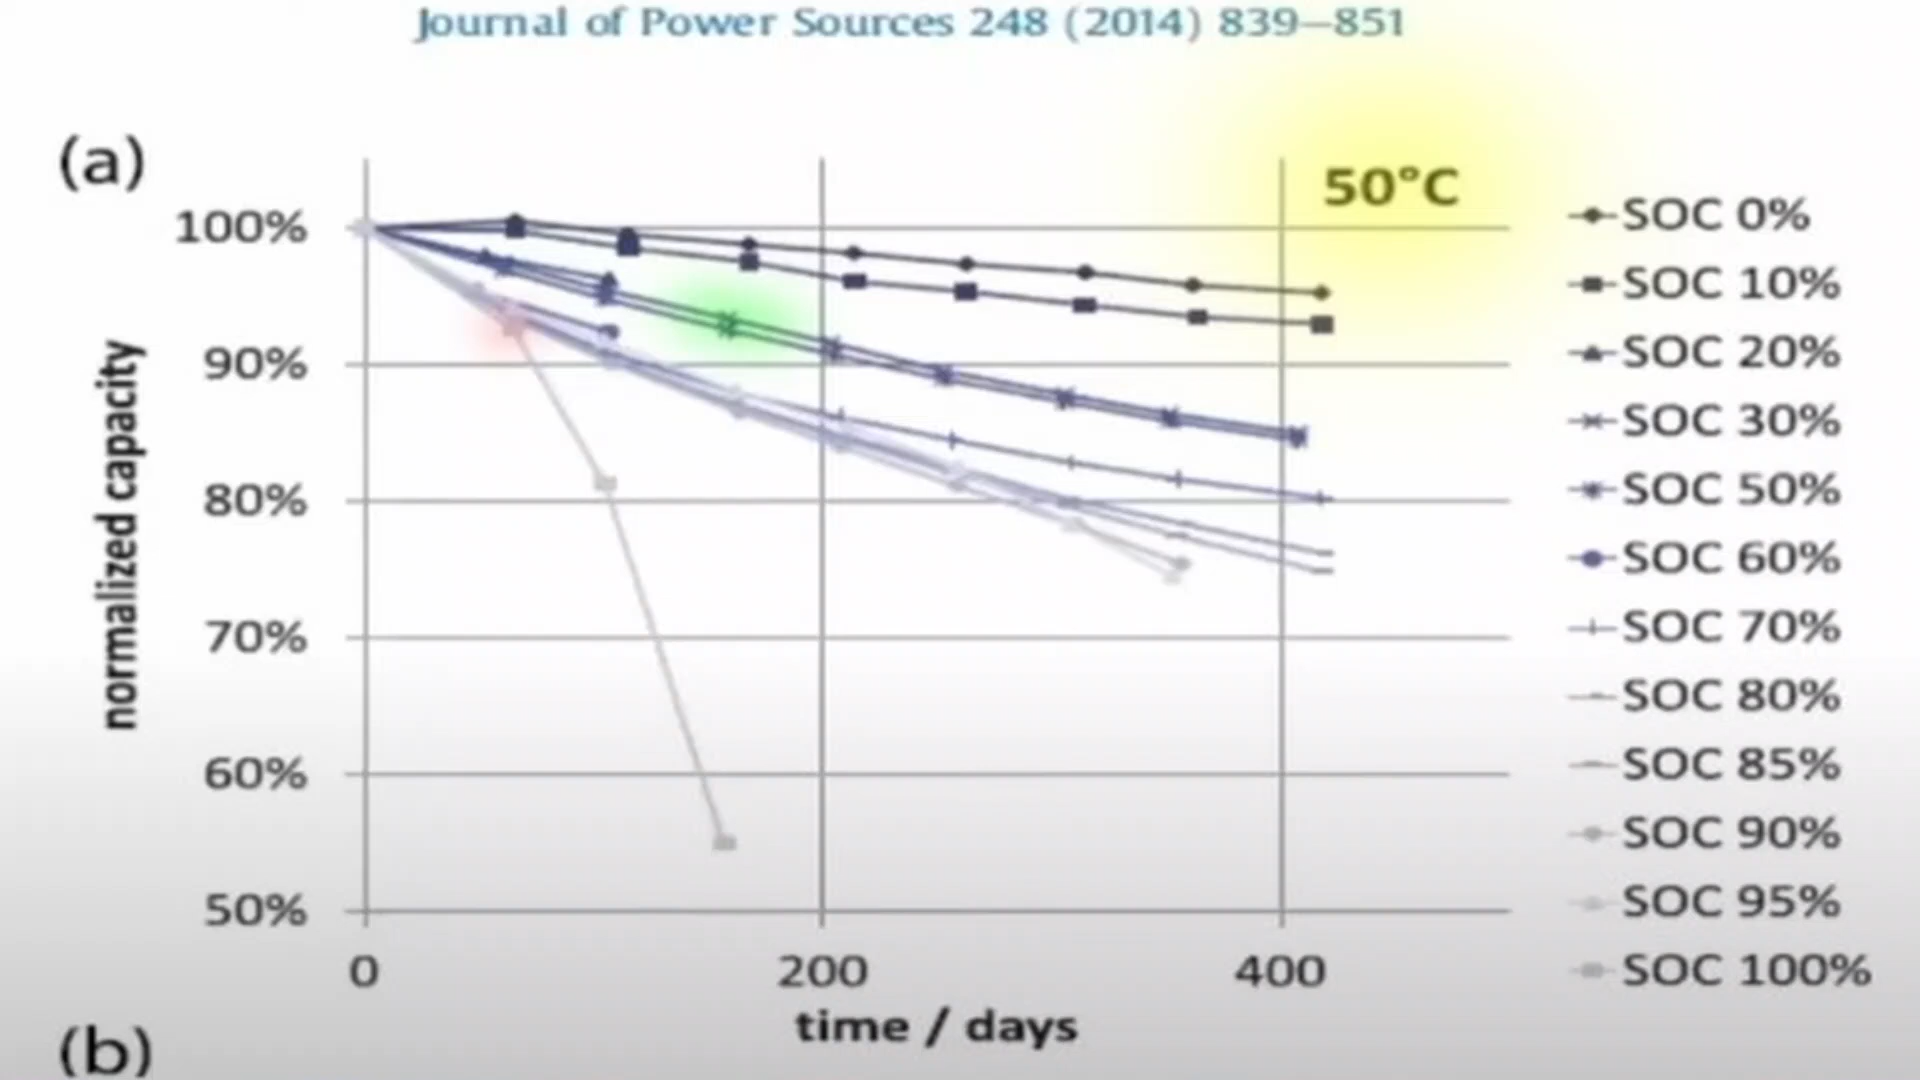 Journal of Power Sources 248 (2014) 839–851
(a)
50°C
100%
90%
80%
70%
60%
50%
normalized capacity
0
200
400
time / days
SOC 0%
SOC 10%
SOC 20%
SOC 30%
SOC 50%
SOC 60%
SOC 70%
SOC 80%
SOC 85%
SOC 90%
SOC 95%
SOC 100%
(b)